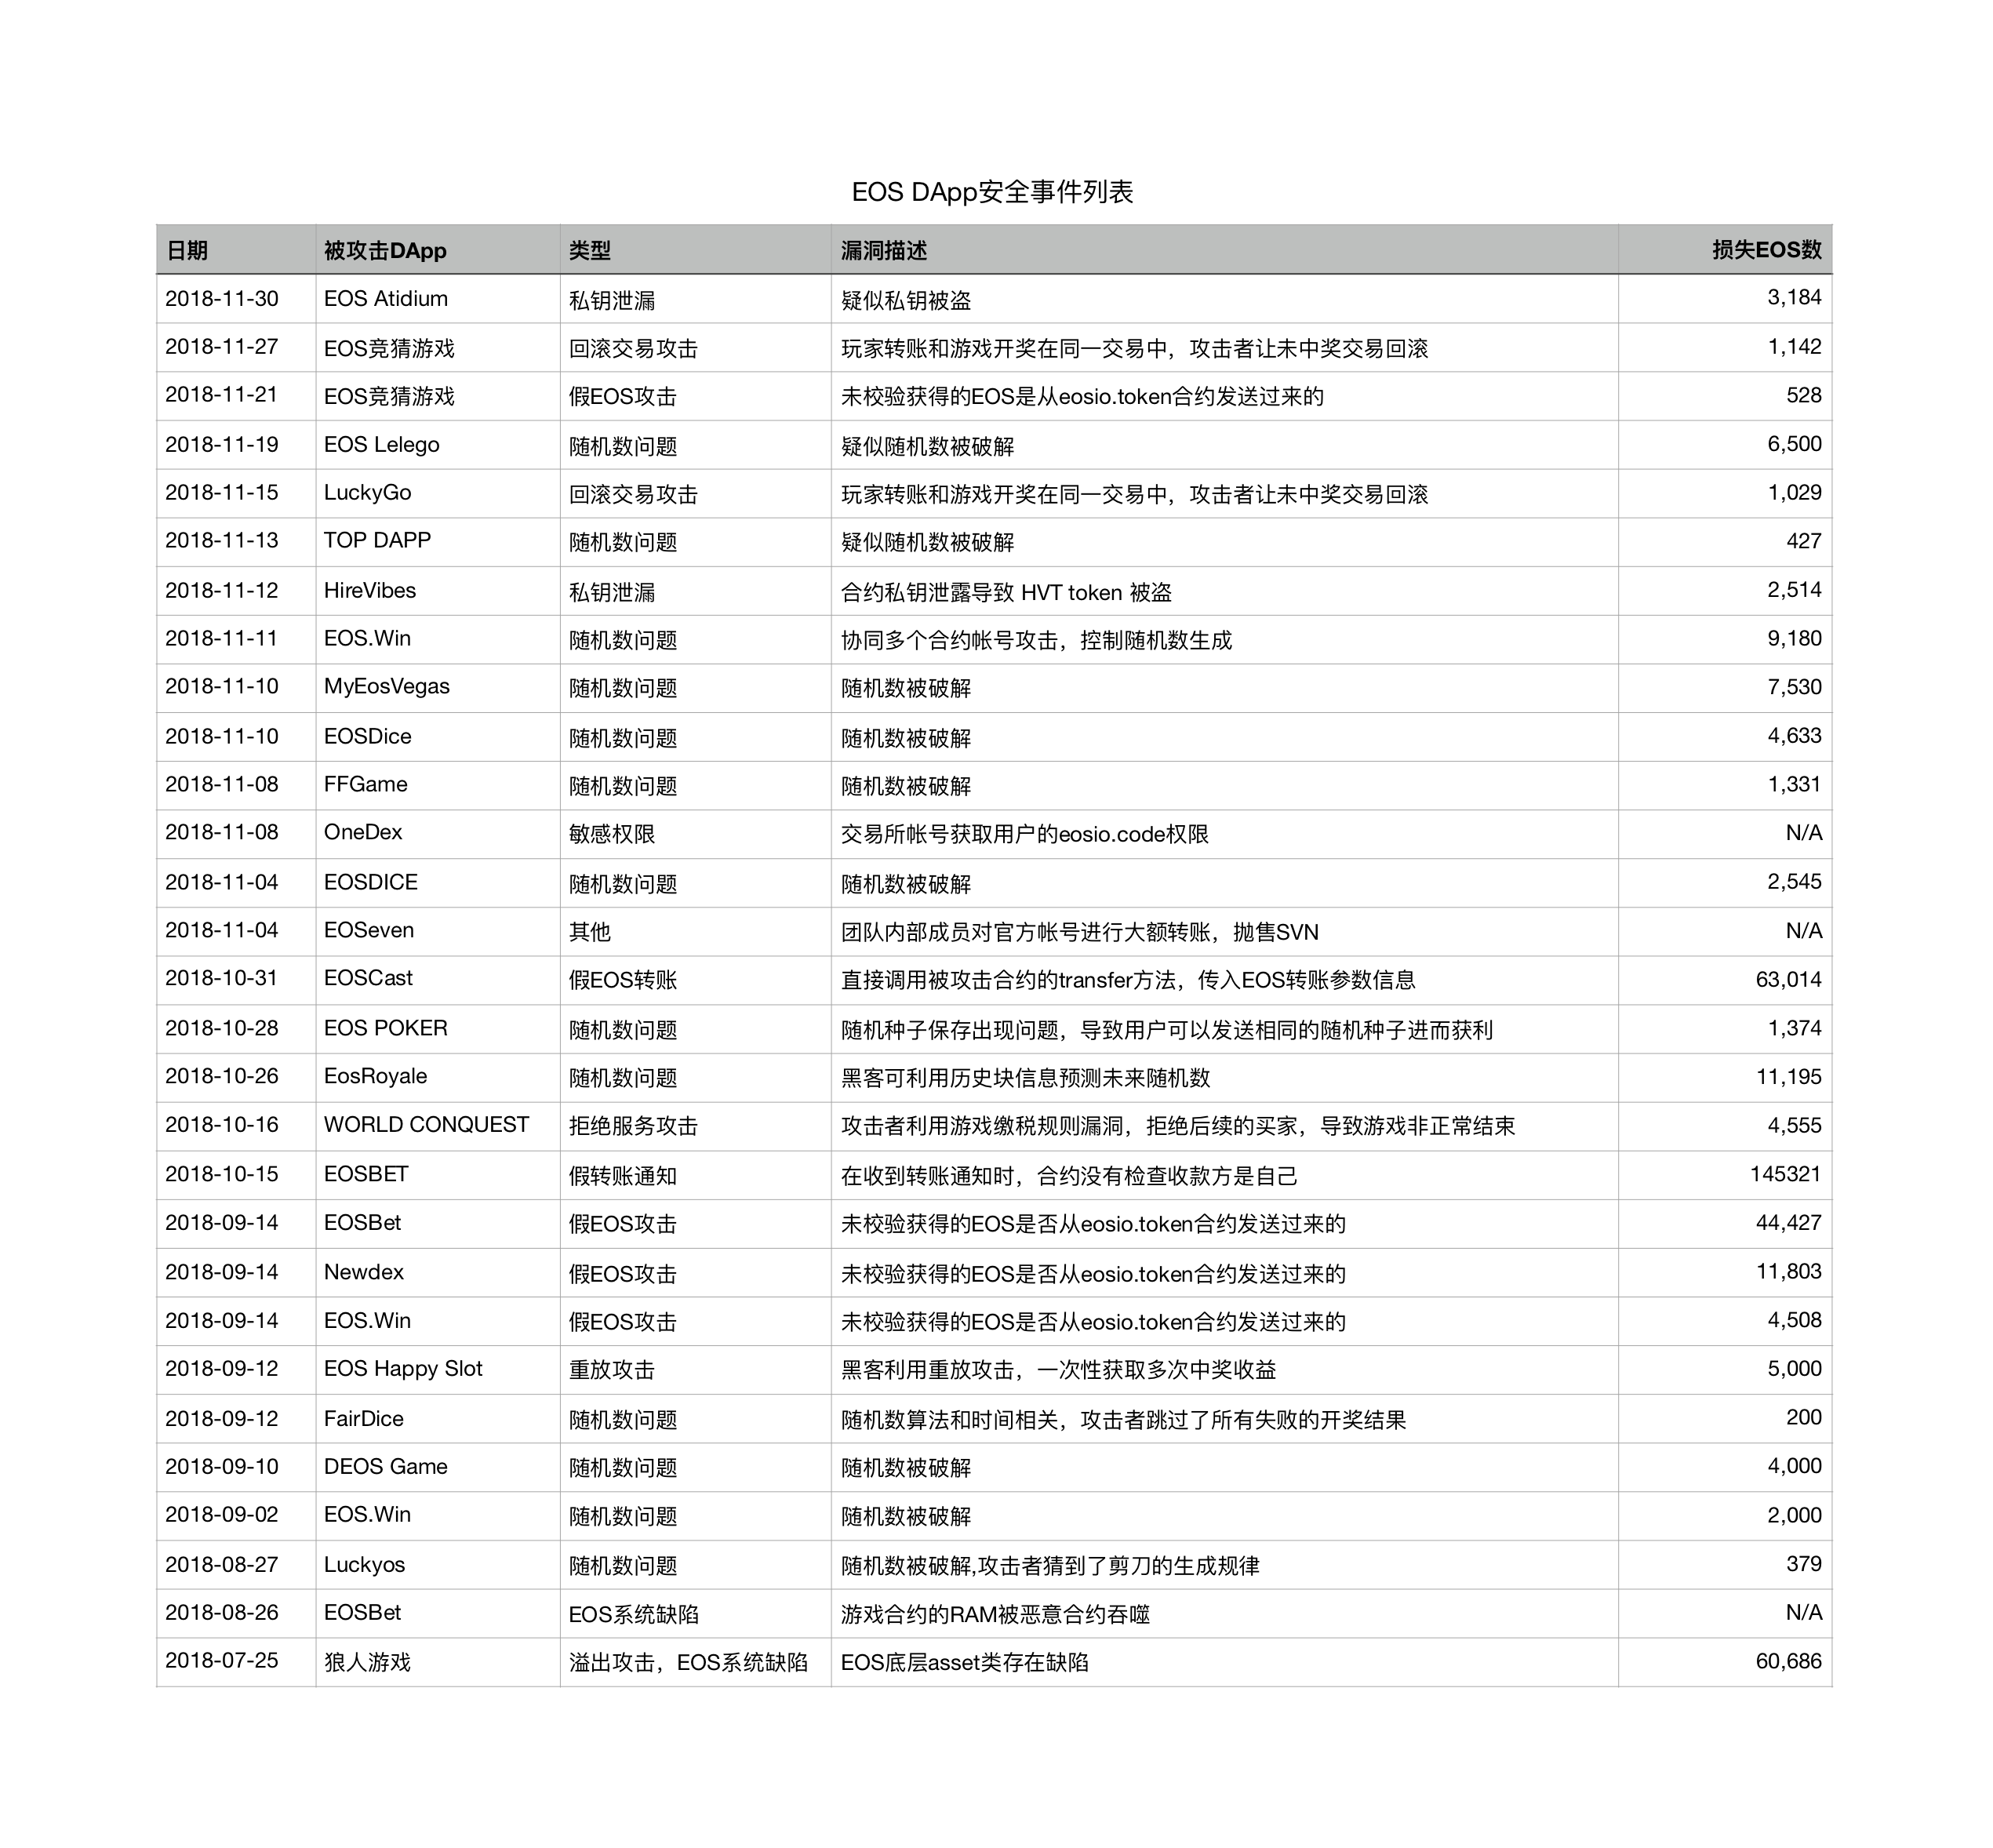 EOS DApp安全事件列表
日期 被攻击DApp 类型 漏洞描述 损失EOS数
2018-11-30 EOS Atidium 私钥泄漏 疑似私钥被盗 3,184
2018-11-27 EOS竞猜游戏 回滚交易攻击 玩家转账和游戏开奖在同一交易中，攻击者让未中奖交易回滚 1,142
2018-11-21 EOS竞猜游戏 假EOS攻击 未校验获得的EOS是从eosio.token合约发送过来的 528
2018-11-19 EOS Lelego 随机数问题 疑似随机数被破解 6,500
2018-11-15 LuckyGo 回滚交易攻击 玩家转账和游戏开奖在同一交易中，攻击者让未中奖交易回滚 1,029
2018-11-13 TOP DAPP 随机数问题 疑似随机数被破解 427
2018-11-12 HireVibes 私钥泄漏 合约私钥泄露导致 HVT token 被盗 2,514
2018-11-11 EOS.Win 随机数问题 协同多个合约帐号攻击，控制随机数生成 9,180
2018-11-10 MyEosVegas 随机数问题 随机数被破解 7,530
2018-11-10 EOSDice 随机数问题 随机数被破解 4,633
2018-11-08 FFGame 随机数问题 随机数被破解 1,331
2018-11-08 OneDex 敏感权限 交易所帐号获取用户的eosio.code权限 N/A
2018-11-04 EOSDICE 随机数问题 随机数被破解 2,545
2018-11-04 EOSeven 其他 团队内部成员对官方帐号进行大额转账，抛售SVN N/A
2018-10-31 EOSCast 假EOS转账 直接调用被攻击合约的transfer方法，传入EOS转账参数信息 63,014
2018-10-28 EOS POKER 随机数问题 随机种子保存出现问题，导致用户可以发送相同的随机种子进而获利 1,374
2018-10-26 EosRoyale 随机数问题 黑客可利用历史块信息预测未来随机数 11,195
2018-10-16 WORLD CONQUEST 拒绝服务攻击 攻击者利用游戏缴税规则漏洞，拒绝后续的买家，导致游戏非正常结束 4,555
2018-10-15 EOSBET 假转账通知 在收到转账通知时，合约没有检查收款方是自己 145321
2018-09-14 EOSBet 假EOS攻击 未校验获得的EOS是否从eosio.token合约发送过来的 44,427
2018-09-14 Newdex 假EOS攻击 未校验获得的EOS是否从eosio.token合约发送过来的 11,803
2018-09-14 EOS.Win 假EOS攻击 未校验获得的EOS是否从eosio.token合约发送过来的 4,508
2018-09-12 EOS Happy Slot 重放攻击 黑客利用重放攻击，一次性获取多次中奖收益 5,000
2018-09-12 FairDice 随机数问题 随机数算法和时间相关，攻击者跳过了所有失败的开奖结果 200
2018-09-10 DEOS Game 随机数问题 随机数被破解 4,000
2018-09-02 EOS.Win 随机数问题 随机数被破解 2,000
2018-08-27 Luckyos 随机数问题 随机数被破解,攻击者猜到了剪刀的生成规律 379
2018-08-26 EOSBet EOS系统缺陷 游戏合约的RAM被恶意合约吞噬 N/A
2018-07-25 狼人游戏 溢出攻击，EOS系统缺陷 EOS底层asset类存在缺陷 60,686